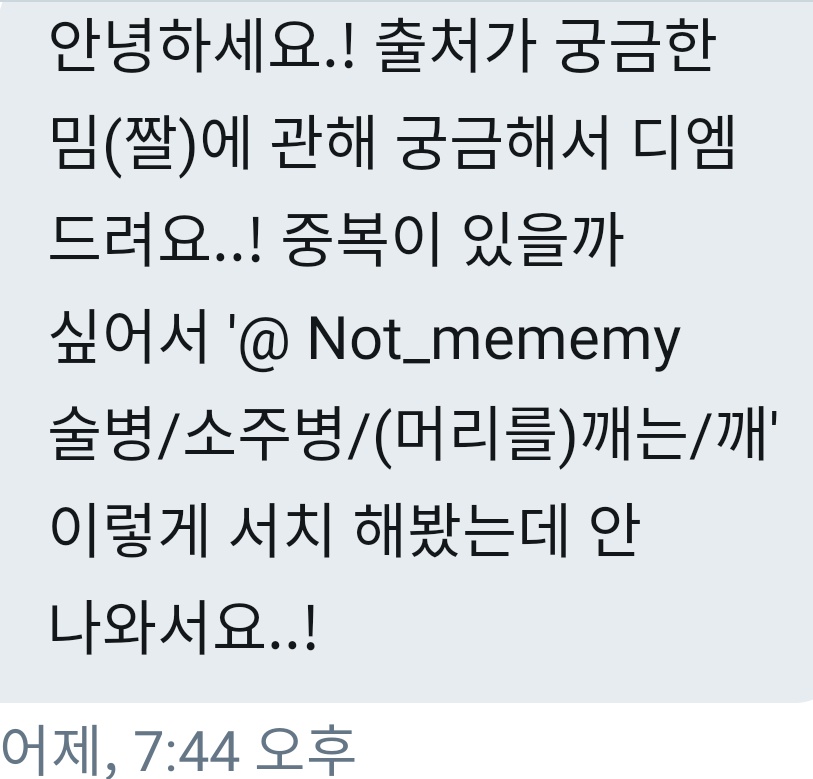 안녕하세요.! 출처가 궁금한
밈(짤)에 관해 궁금해서 디엠
드려요..! 중복이 있을까
싶어서 '@ Not_mememy
술병/소주병/(머리를)깨는/깨'
이렇게 서치 해봤는데 안
나와서요..!
어제, 7:44 오후